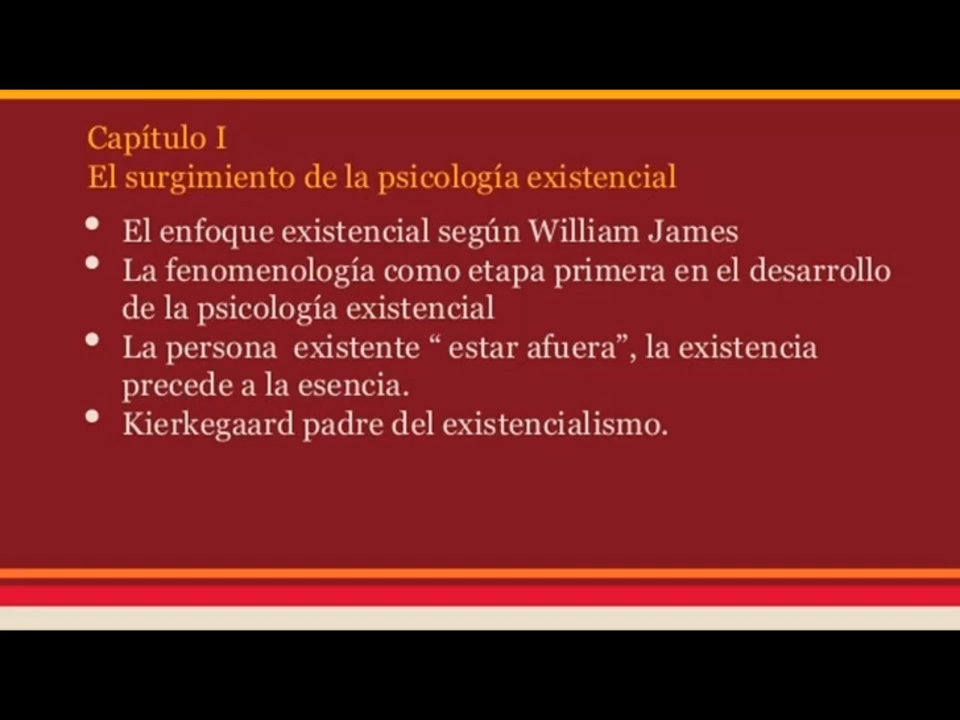 Capítulo I
El surgimiento de la psicología existencial
• El enfoque existencial según William James
• La fenomenología como etapa primera en el desarrollo
de la psicología existencial
• La persona  existente “ estar afuera”, la existencia
precede a la esencia.
• Kierkegaard padre del existencialismo.